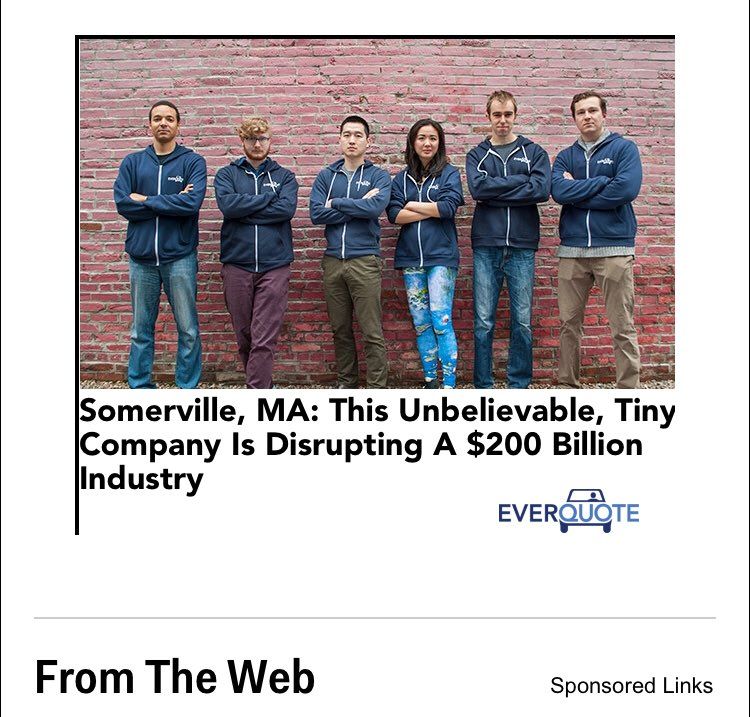 Somerville, MA: This Unbelievable, Tiny
Company Is Disrupting A $200 Billion
Industry
EVERQUOTE
From The Web
Sponsored Links